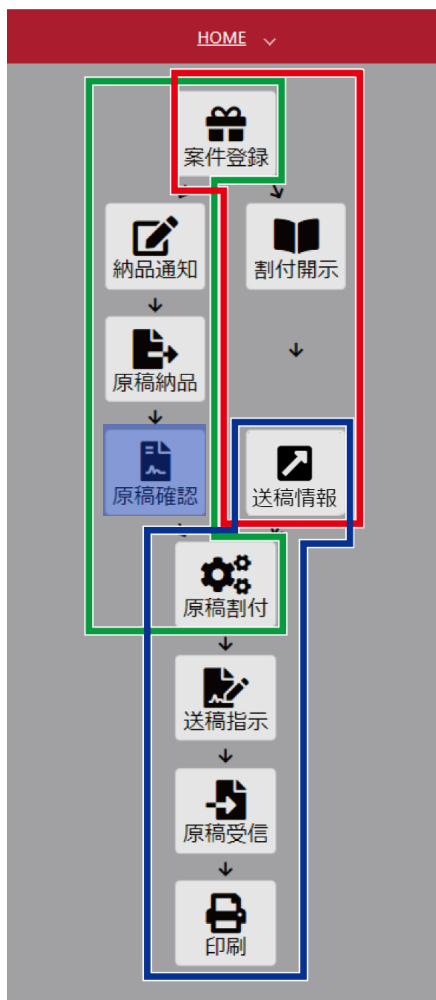 HOME
案件登録
納品通知
割付開示
原稿納品
原稿確認
送稿情報
原稿割付
送稿指示
原稿受信
印刷